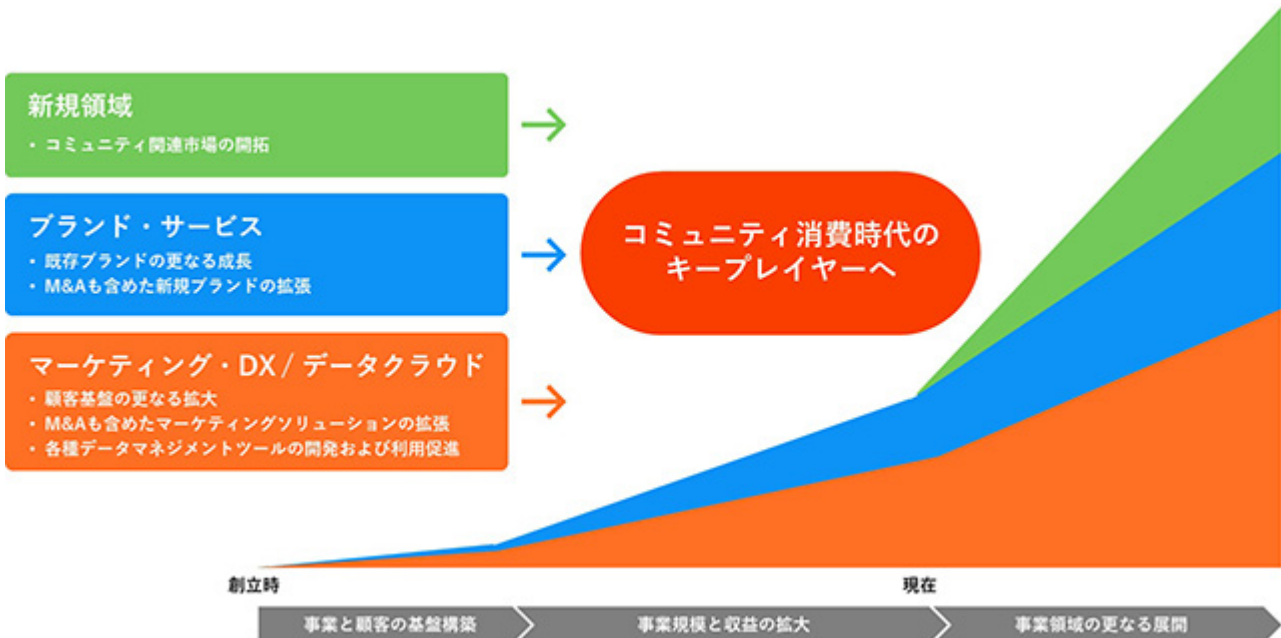 新規領域
・コミュニティ関連市場の開拓
ブランド・サービス
・既存ブランドの更なる成長
・M&Aも含めた新規ブランドの拡張
マーケティング・DX / データクラウド
・顧客基盤の更なる拡大
・M&Aも含めたマーケティングソリューションの拡張
・各種データマネジメントツールの開発および利用促進
コミュニティ消費時代の
キープレイヤーへ
創立時
現在
事業と顧客の基盤構築
事業規模と収益の拡大
事業領域の更なる展開